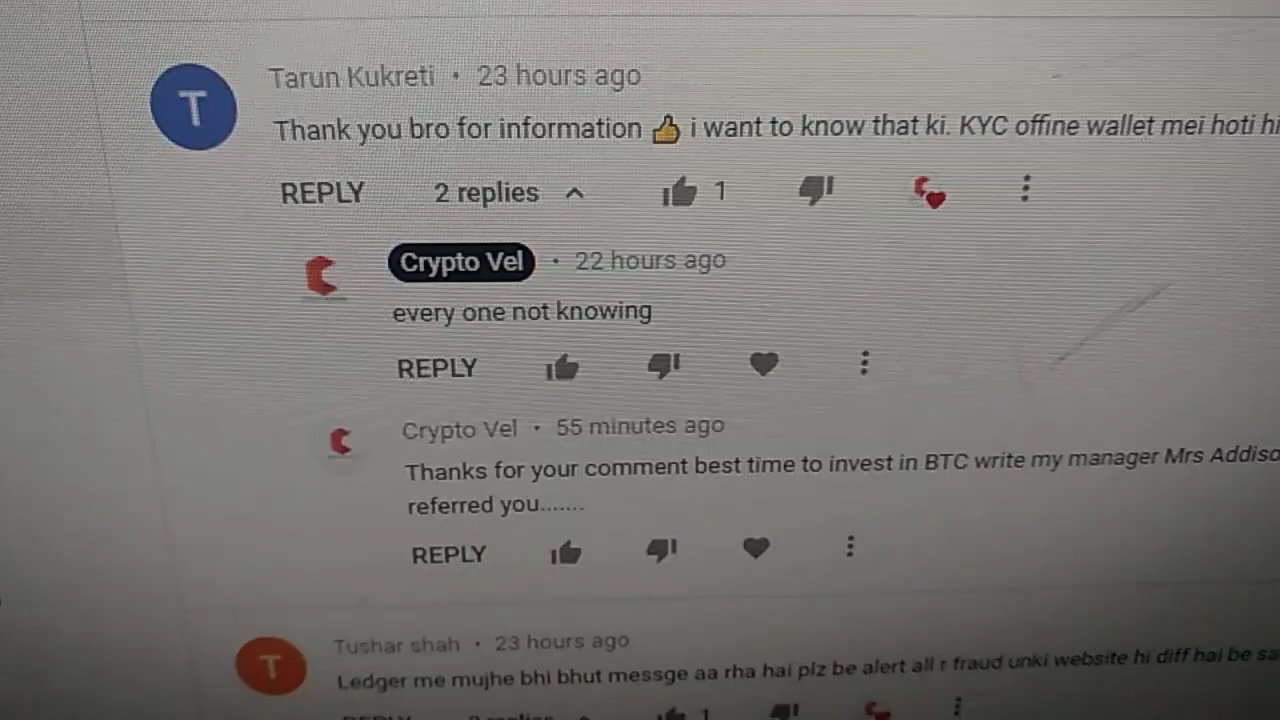 T
Tarun Kukreti • 23 hours ago
Thank you bro for information 👍 i want to know that ki. KYC offine wallet mei hoti
REPLY 2 replies 1
Crypto Vel • 22 hours ago
every one not knowing
REPLY
Crypto Vel • 55 minutes ago
Thanks for your comment best time to invest in BTC write my manager Mrs
referred you.......
REPLY
T
Tushar shah • 23 hours ago
Ledger me mujhe bhi bhut messge aa rha hai plz be alert all r fraud unki website hi diff hai be
1